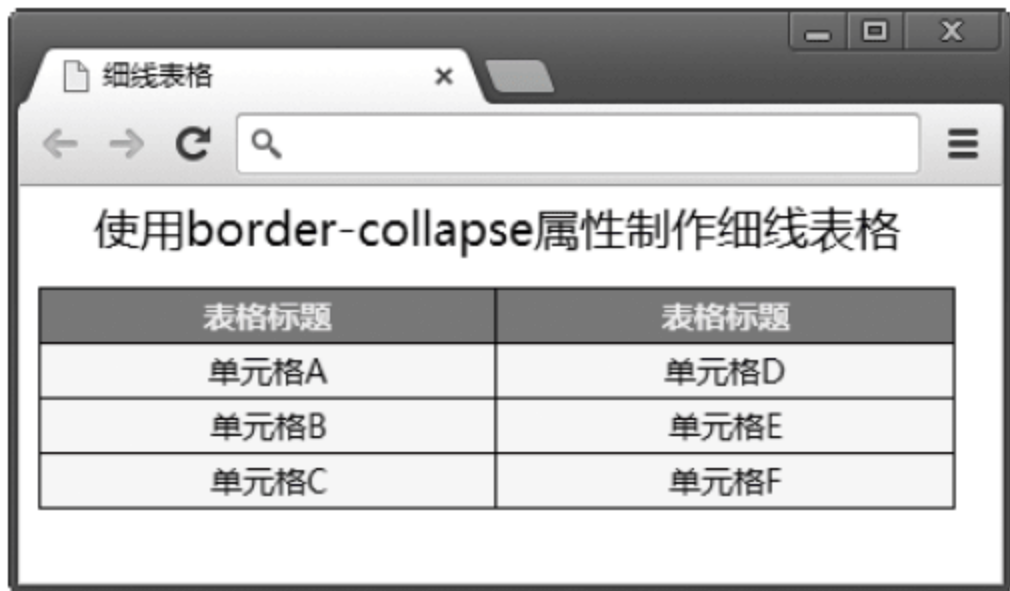 细线表格
使用border-collapse属性制作细线表格
表格标题 表格标题
单元格A 单元格D
单元格B 单元格E
单元格C 单元格F